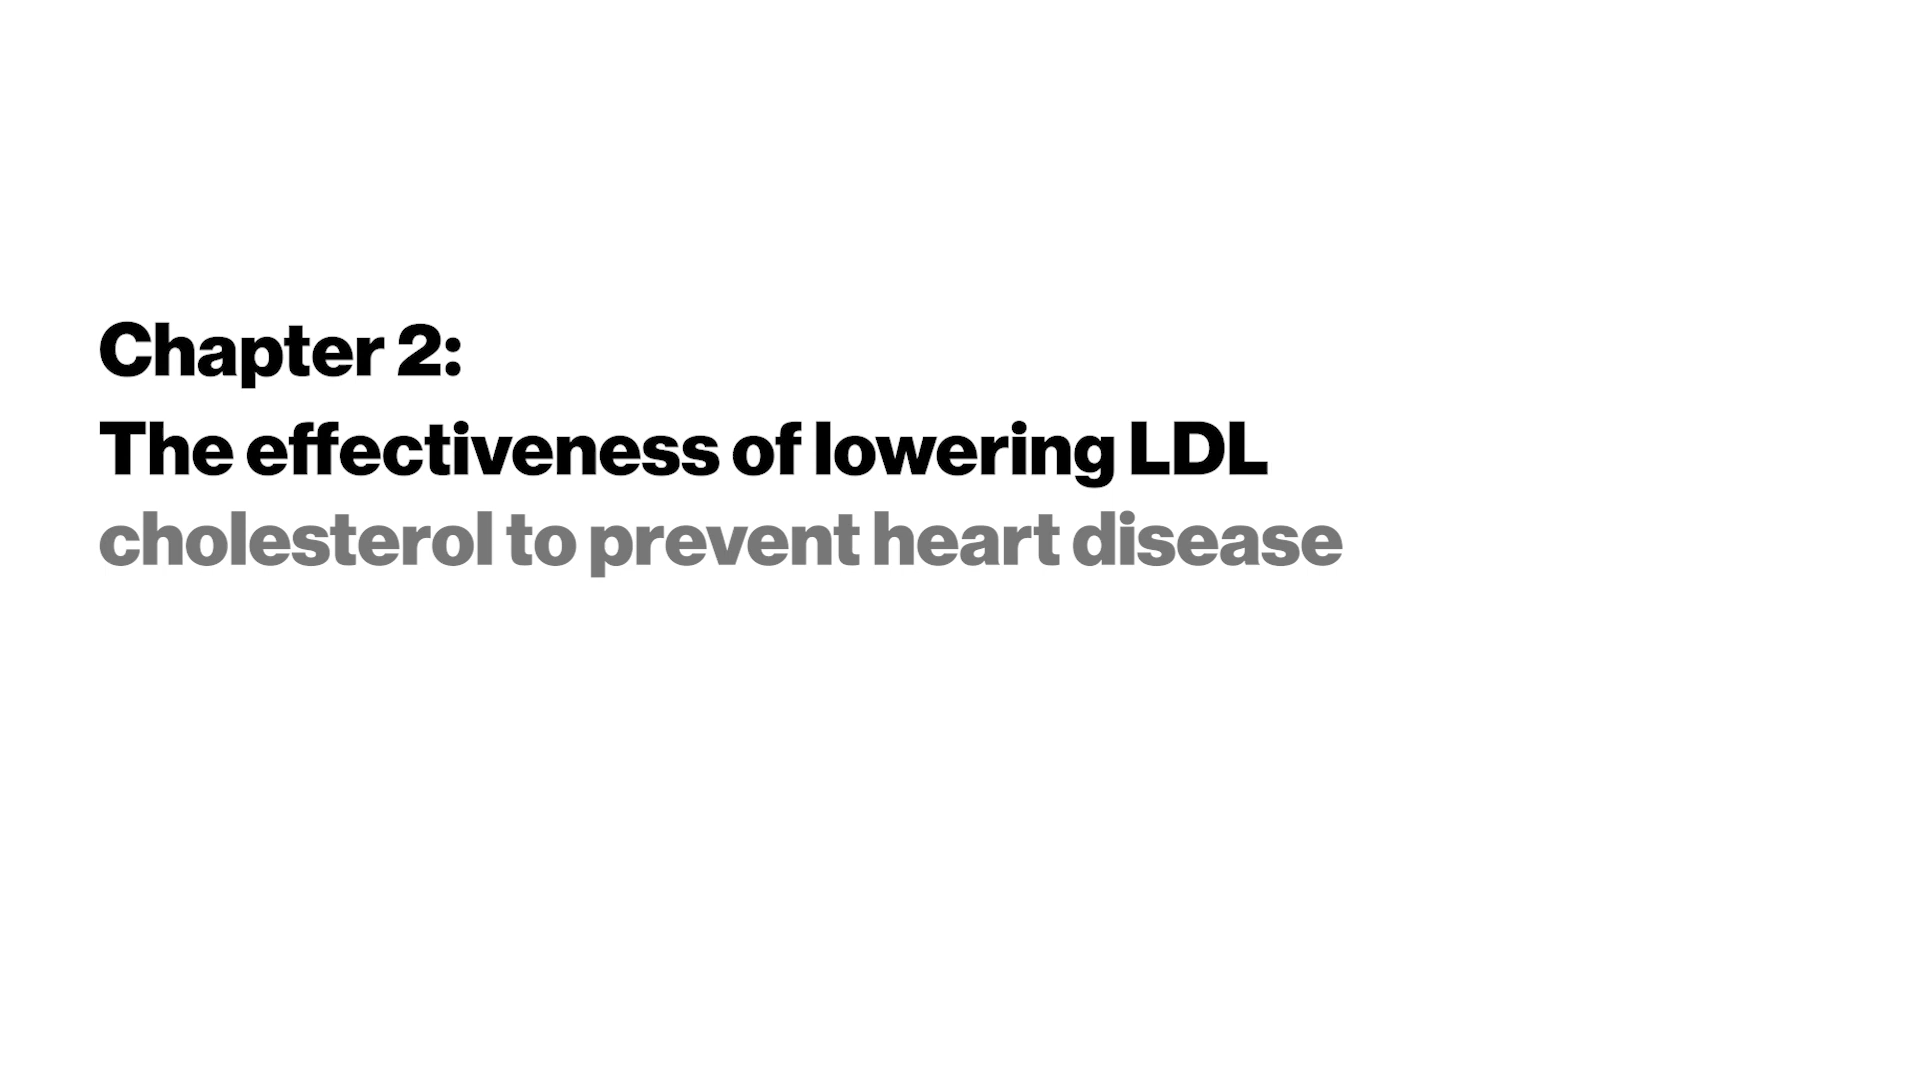 Chapter 2:
The effectiveness of lowering LDL
cholesterol to prevent heart disease